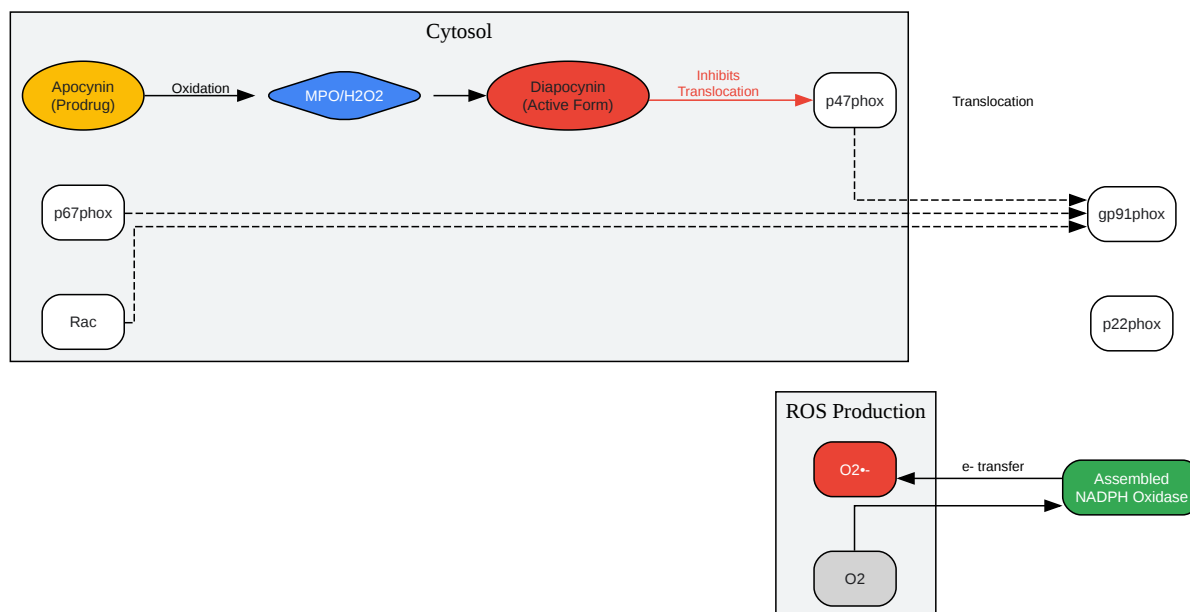 Cytosol
Apocynin
(Prodrug)
Oxidation
MPO/H2O2
Diapocynin
(Active Form)
Inhibits
Translocation
p47phox
Translocation
p67phox
gp91phox
Rac
p22phox
ROS Production
O2•-
e- transfer
Assembled
NADPH Oxidase
O2